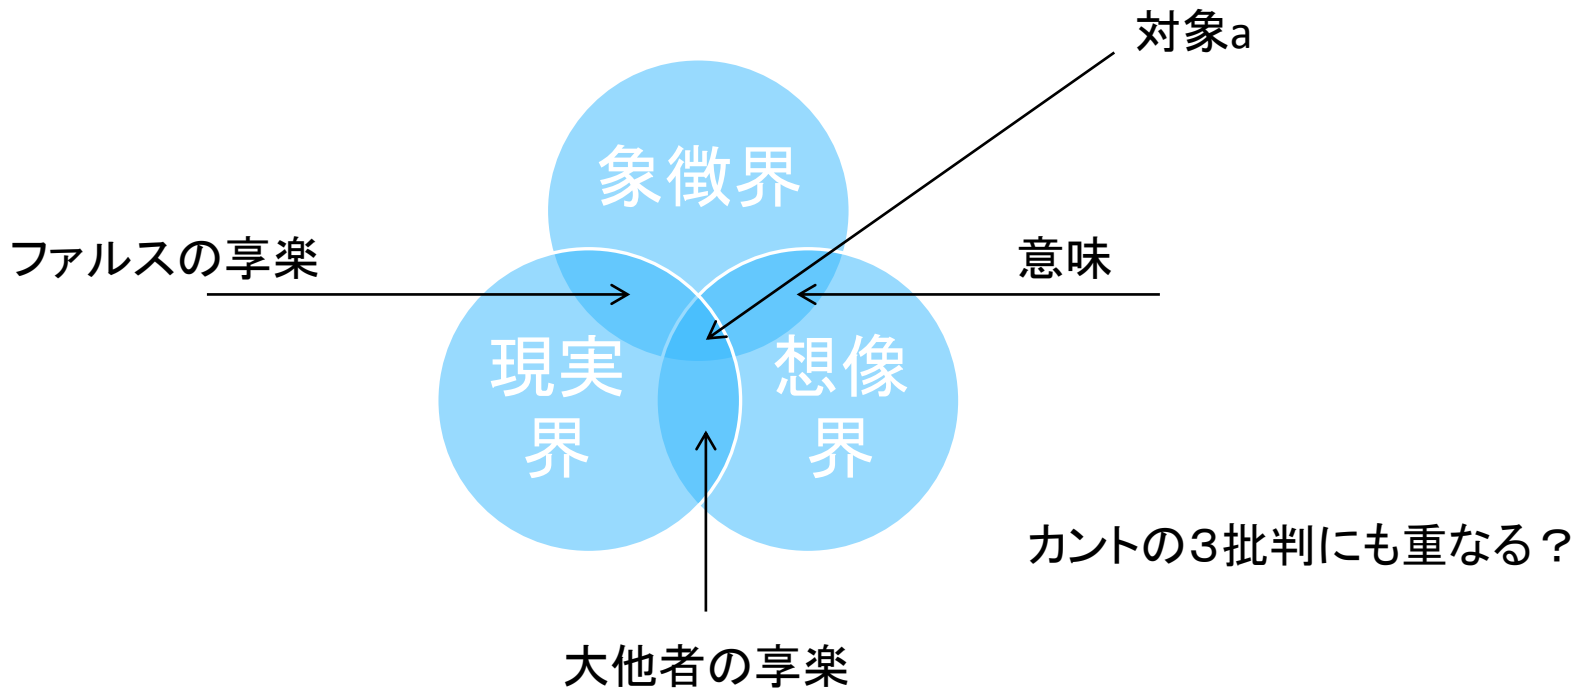 対象a
象徴界
ファルスの享楽
意味
現実
界
想像
界
カントの３批判にも重なる？
大他者の享楽